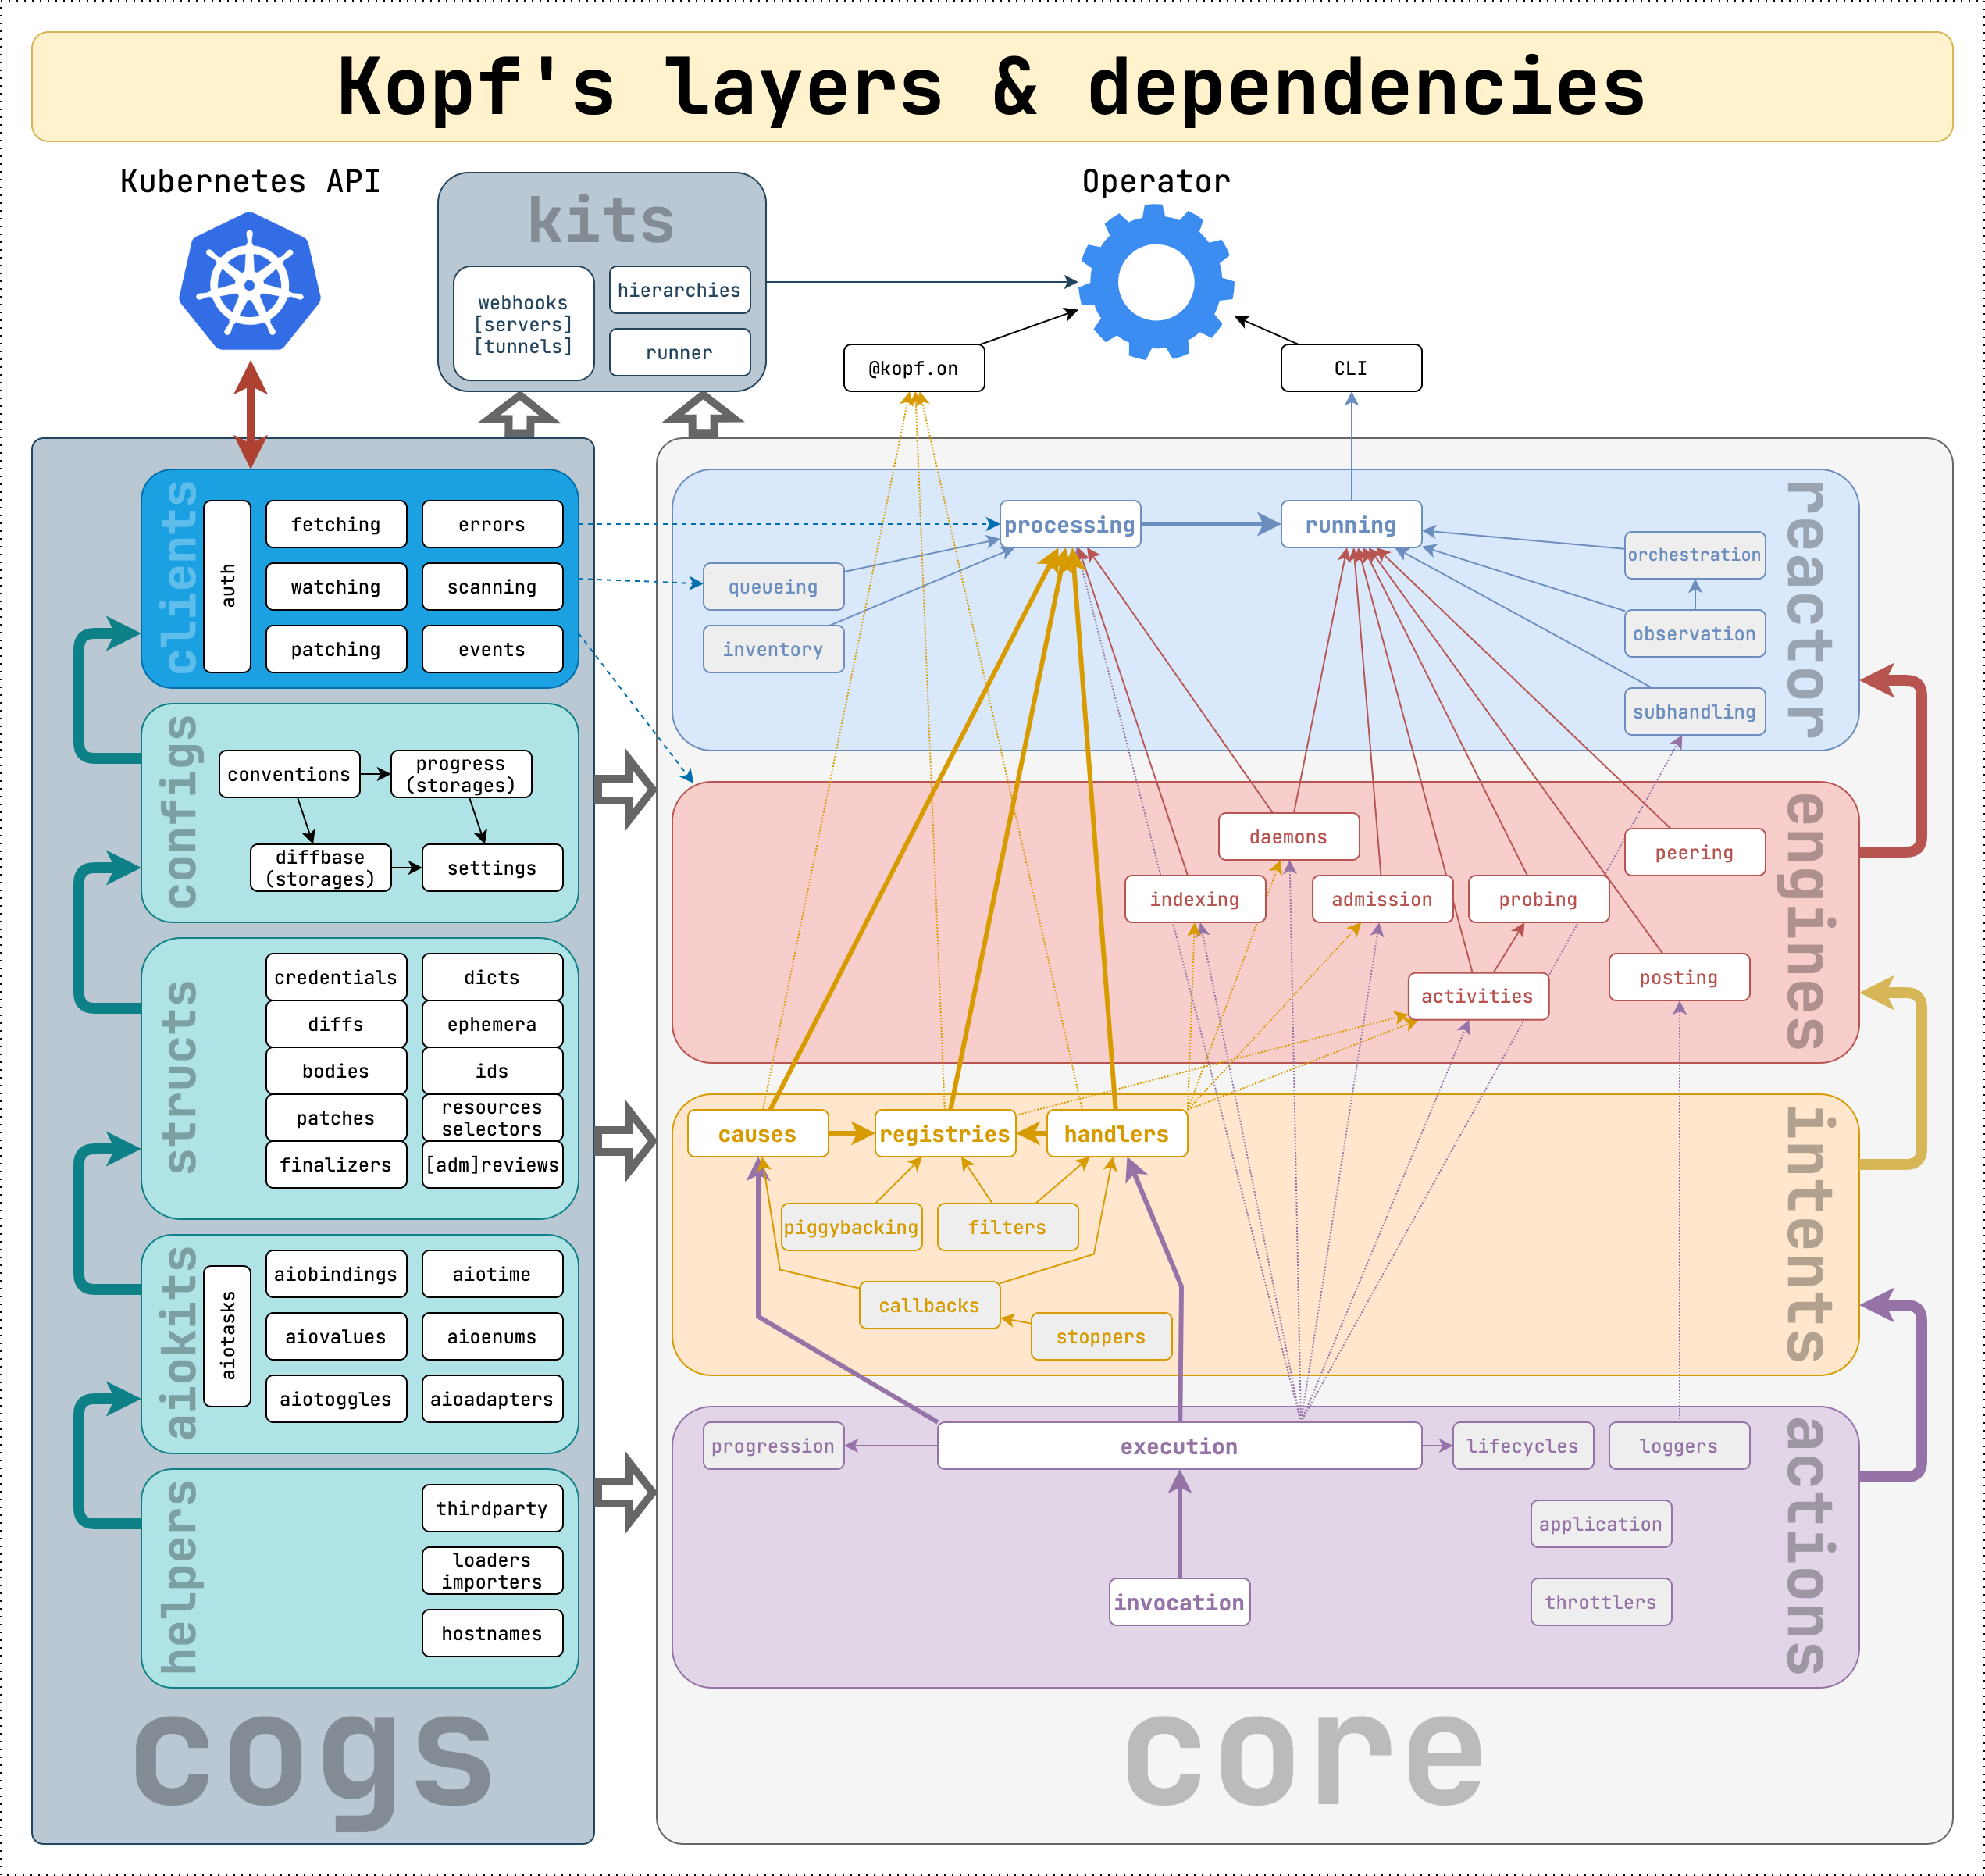 Kopf's layers & dependencies
Kubernetes API
kits
webhooks
[servers]
[tunnels]
hierarchies
runner
Operator
@kopf.on
CLI
clients
auth
fetching
errors
watching
scanning
patching
events
configs
conventions
progress
(storages)
diffbase
(storages)
settings
structs
credentials
dicts
diffs
ephemera
bodies
ids
patches
resources
selectors
finalizers
[adm]reviews
aiokits
aiotasks
aiobindings
aiotime
aiovalues
aioenums
aiotoggles
aioadapters
helpers
thirdparty
loaders
importers
hostnames
cogs
reactor
processing
running
queueing
inventory
orchestration
observation
subhandling
engines
daemons
peering
indexing
admission
probing
posting
activities
intents
causes
registries
handlers
piggybacking
filters
callbacks
stoppers
actions
progression
execution
lifecycles
loggers
application
invocation
throttlers
core